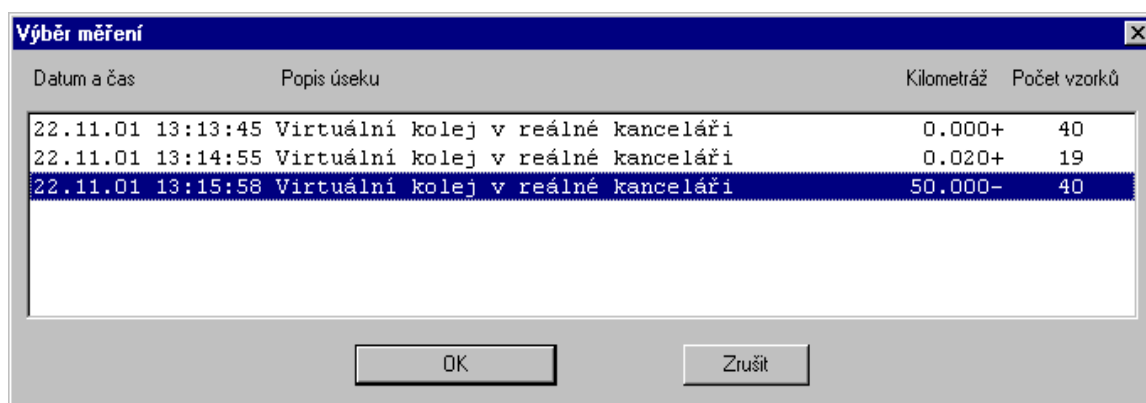 Výběr měření
Datum a čas Popis úseku Kilometráž Počet vzorků
22.11.01 13:13:45 Virtuální kolej v reálné kanceláři 0.000+ 40
22.11.01 13:14:55 Virtuální kolej v reálné kanceláři 0.020+ 19
22.11.01 13:15:58 Virtuální kolej v reálné kanceláři 50.000- 40
OK Zrušit